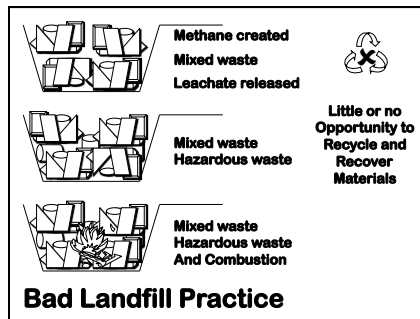 Methane created
Mixed waste
Leachate released
Little or no
Opportunity to
Recycle and
Recover
Materials
Mixed waste
Hazardous waste
Mixed waste
Hazardous waste
And Combustion
Bad Landfill Practice